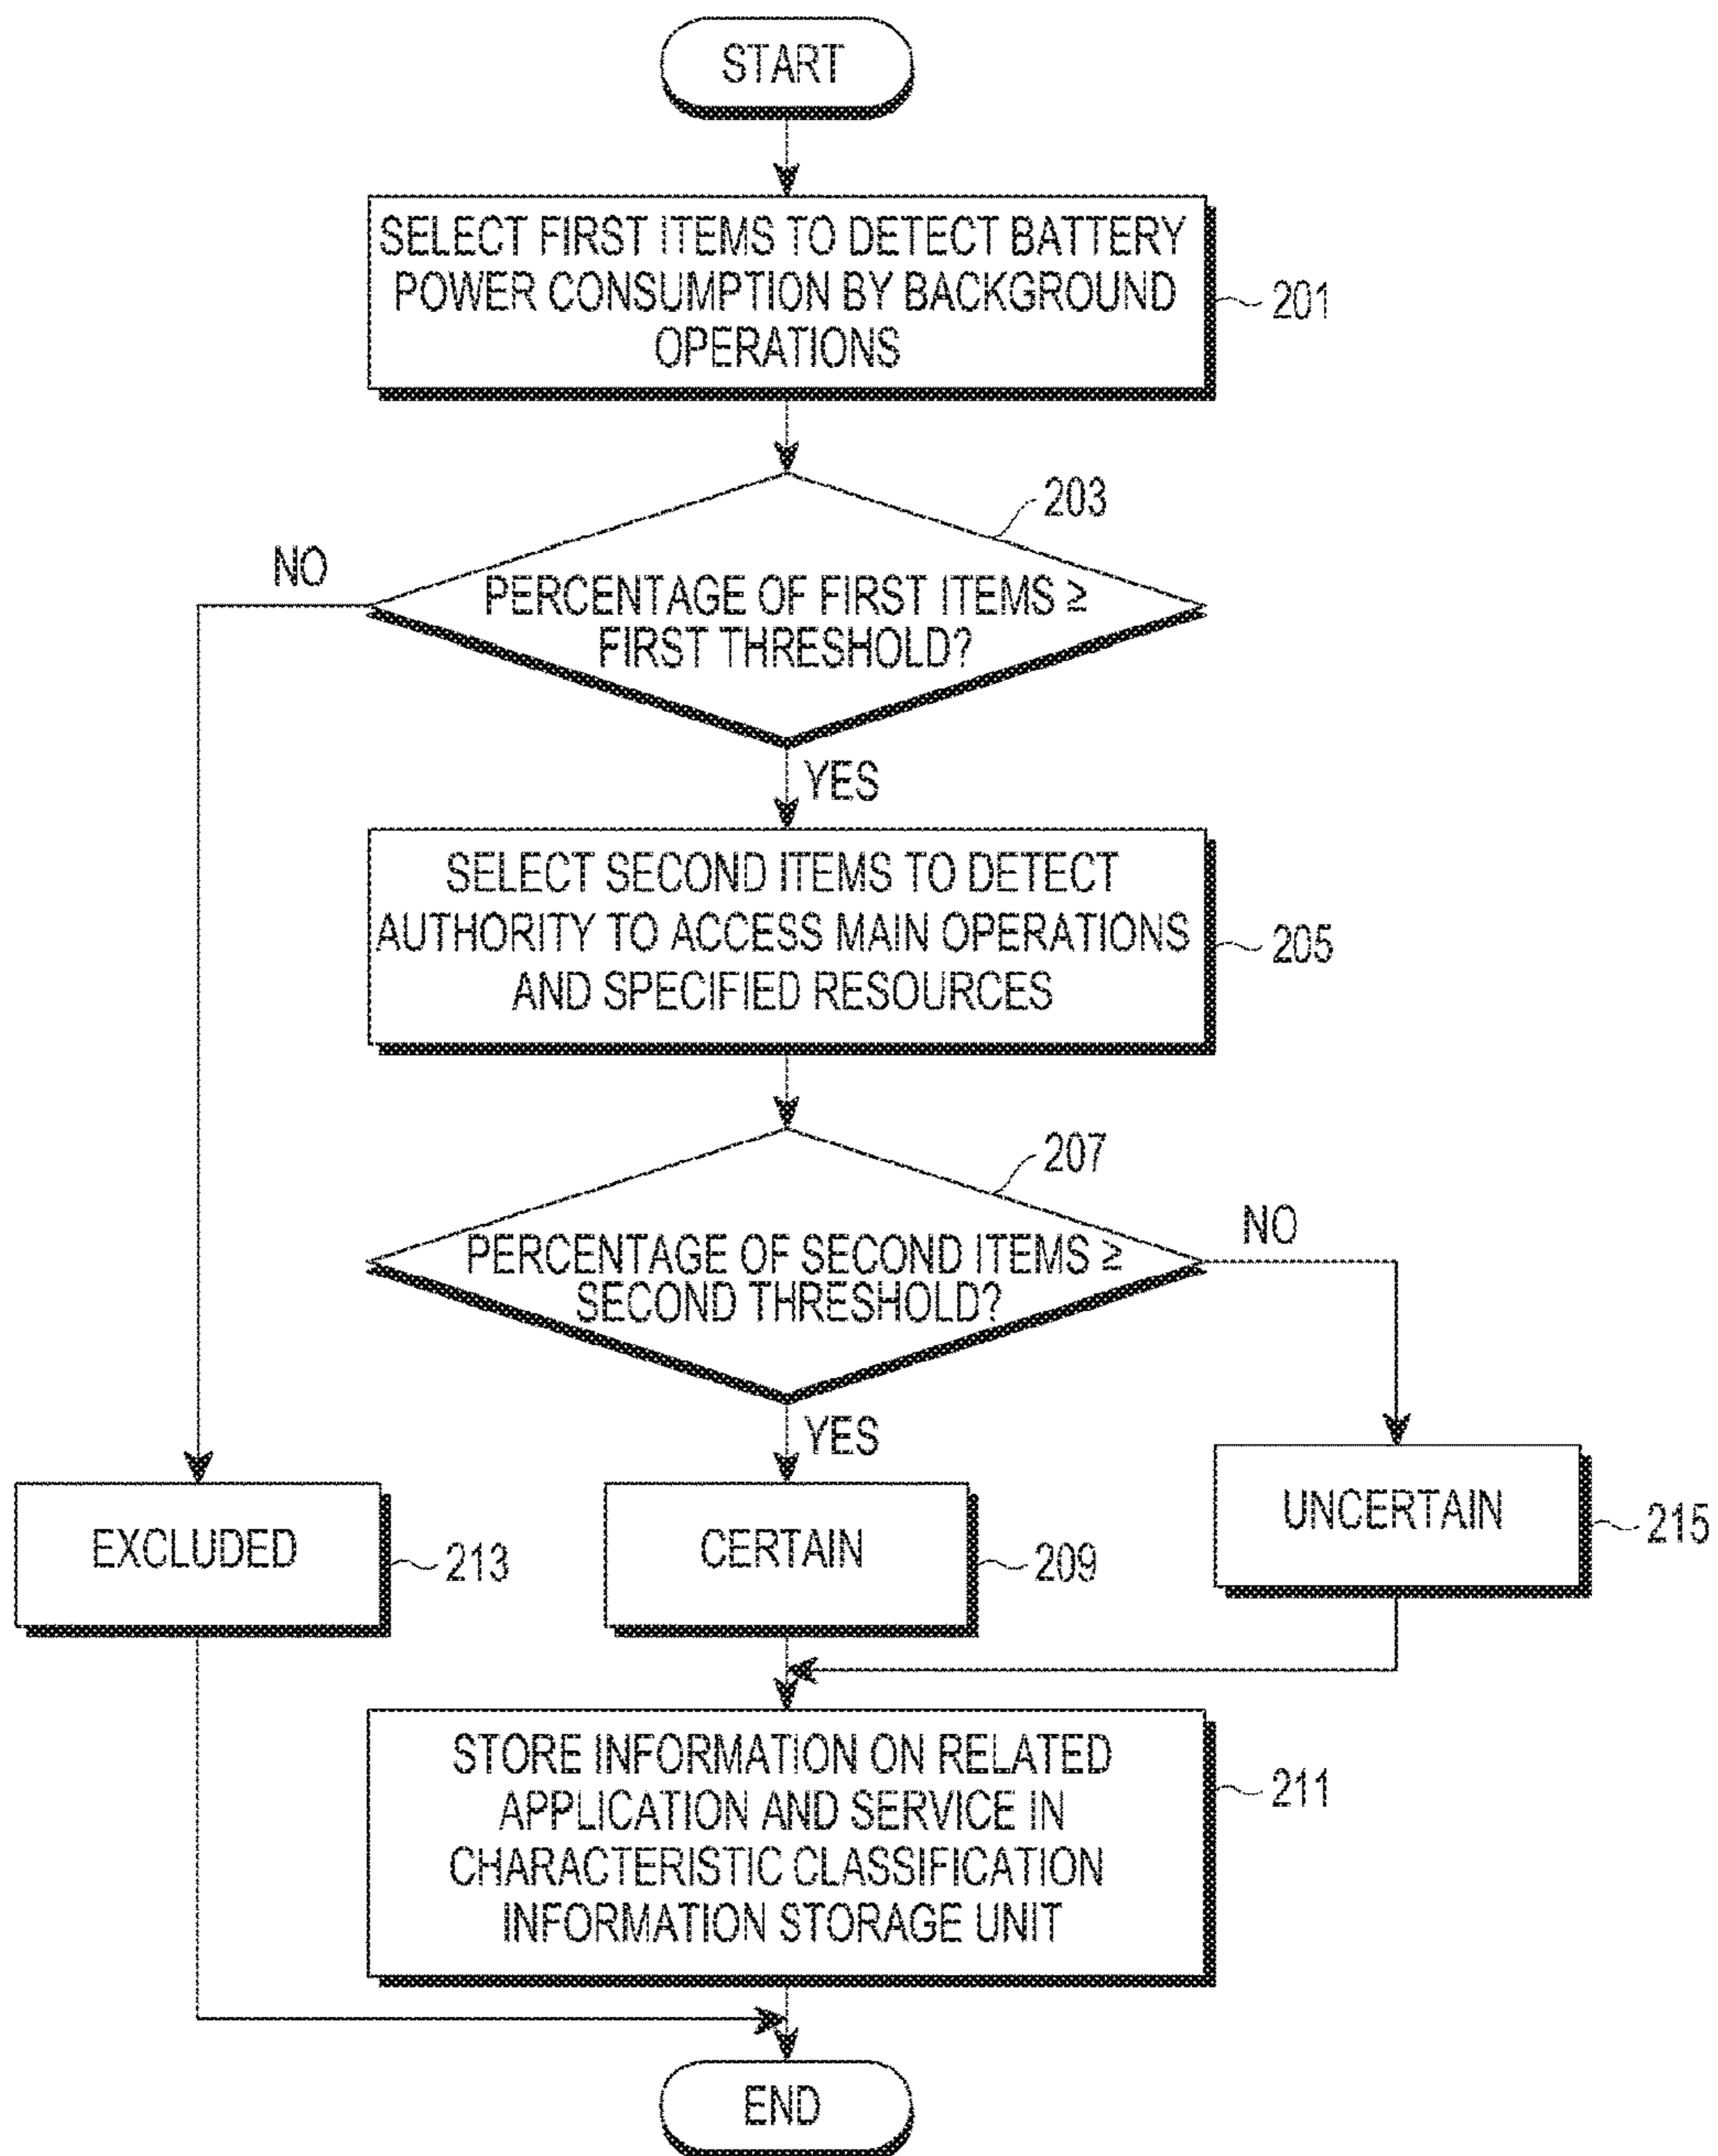 START
SELECT FIRST ITEMS TO DETECT BATTERY
POWER CONSUMPTION BY BACKGROUND
OPERATIONS
201
203
NO
PERCENTAGE OF FIRST ITEMS ≥
FIRST THRESHOLD?
YES
SELECT SECOND ITEMS TO DETECT
AUTHORITY TO ACCESS MAIN OPERATIONS
AND SPECIFIED RESOURCES
205
207
NO
PERCENTAGE OF SECOND ITEMS ≥
SECOND THRESHOLD?
YES
EXCLUDED
213
CERTAIN
209
UNCERTAIN
215
STORE INFORMATION ON RELATED
APPLICATION AND SERVICE IN
CHARACTERISTIC CLASSIFICATION
INFORMATION STORAGE UNIT
211
END